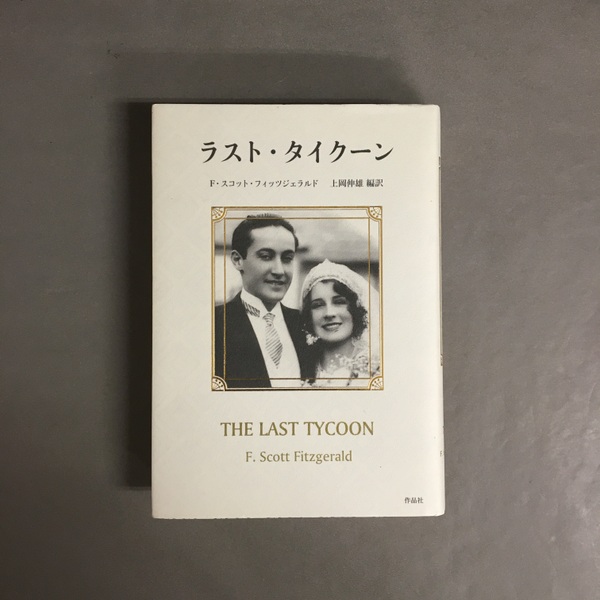 ラスト・タイクーン
F・スコット・フィッツジェラルド 上岡伸雄 編訳
THE LAST TYCOON
F. Scott Fitzgerald
作品社